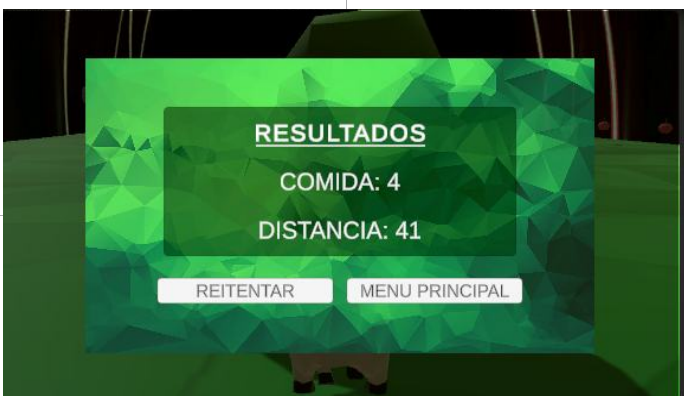 RESULTADOS
COMIDA: 4
DISTANCIA: 41
REITENTAR
MENU PRINCIPAL